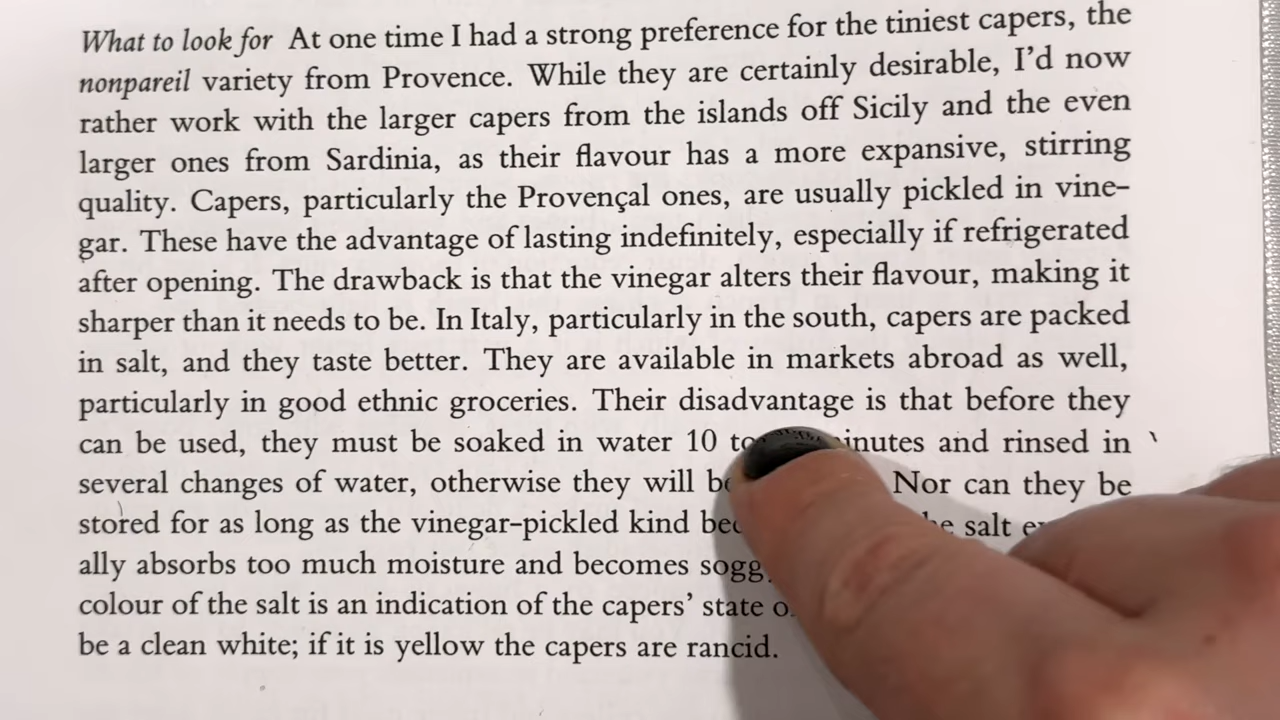 What to look for At one time I had a strong preference for the tiniest capers, the
nonpareil variety from Provence. While they are certainly desirable, I'd now
rather work with the larger capers from the islands off Sicily and the even
larger ones from Sardinia, as their flavour has a more expansive, stirring
quality. Capers, particularly the Provençal ones, are usually pickled in vine-
gar. These have the advantage of lasting indefinitely, especially if refrigerated
after opening. The drawback is that the vinegar alters their flavour, making it
sharper than it needs to be. In Italy, particularly in the south, capers are packed
in salt, and they taste better. They are available in markets abroad as well,
particularly in good ethnic groceries. Their disadvantage is that before they
can be used, they must be soaked in water 10 to minutes and rinsed in
several changes of water, otherwise they will be Nor can they be
stored for as long as the vinegar-pickled kind salt
ally absorbs too much moisture and becomes
colour of the salt is an indication of the capers' state
be a clean white; if it is yellow the capers are rancid.